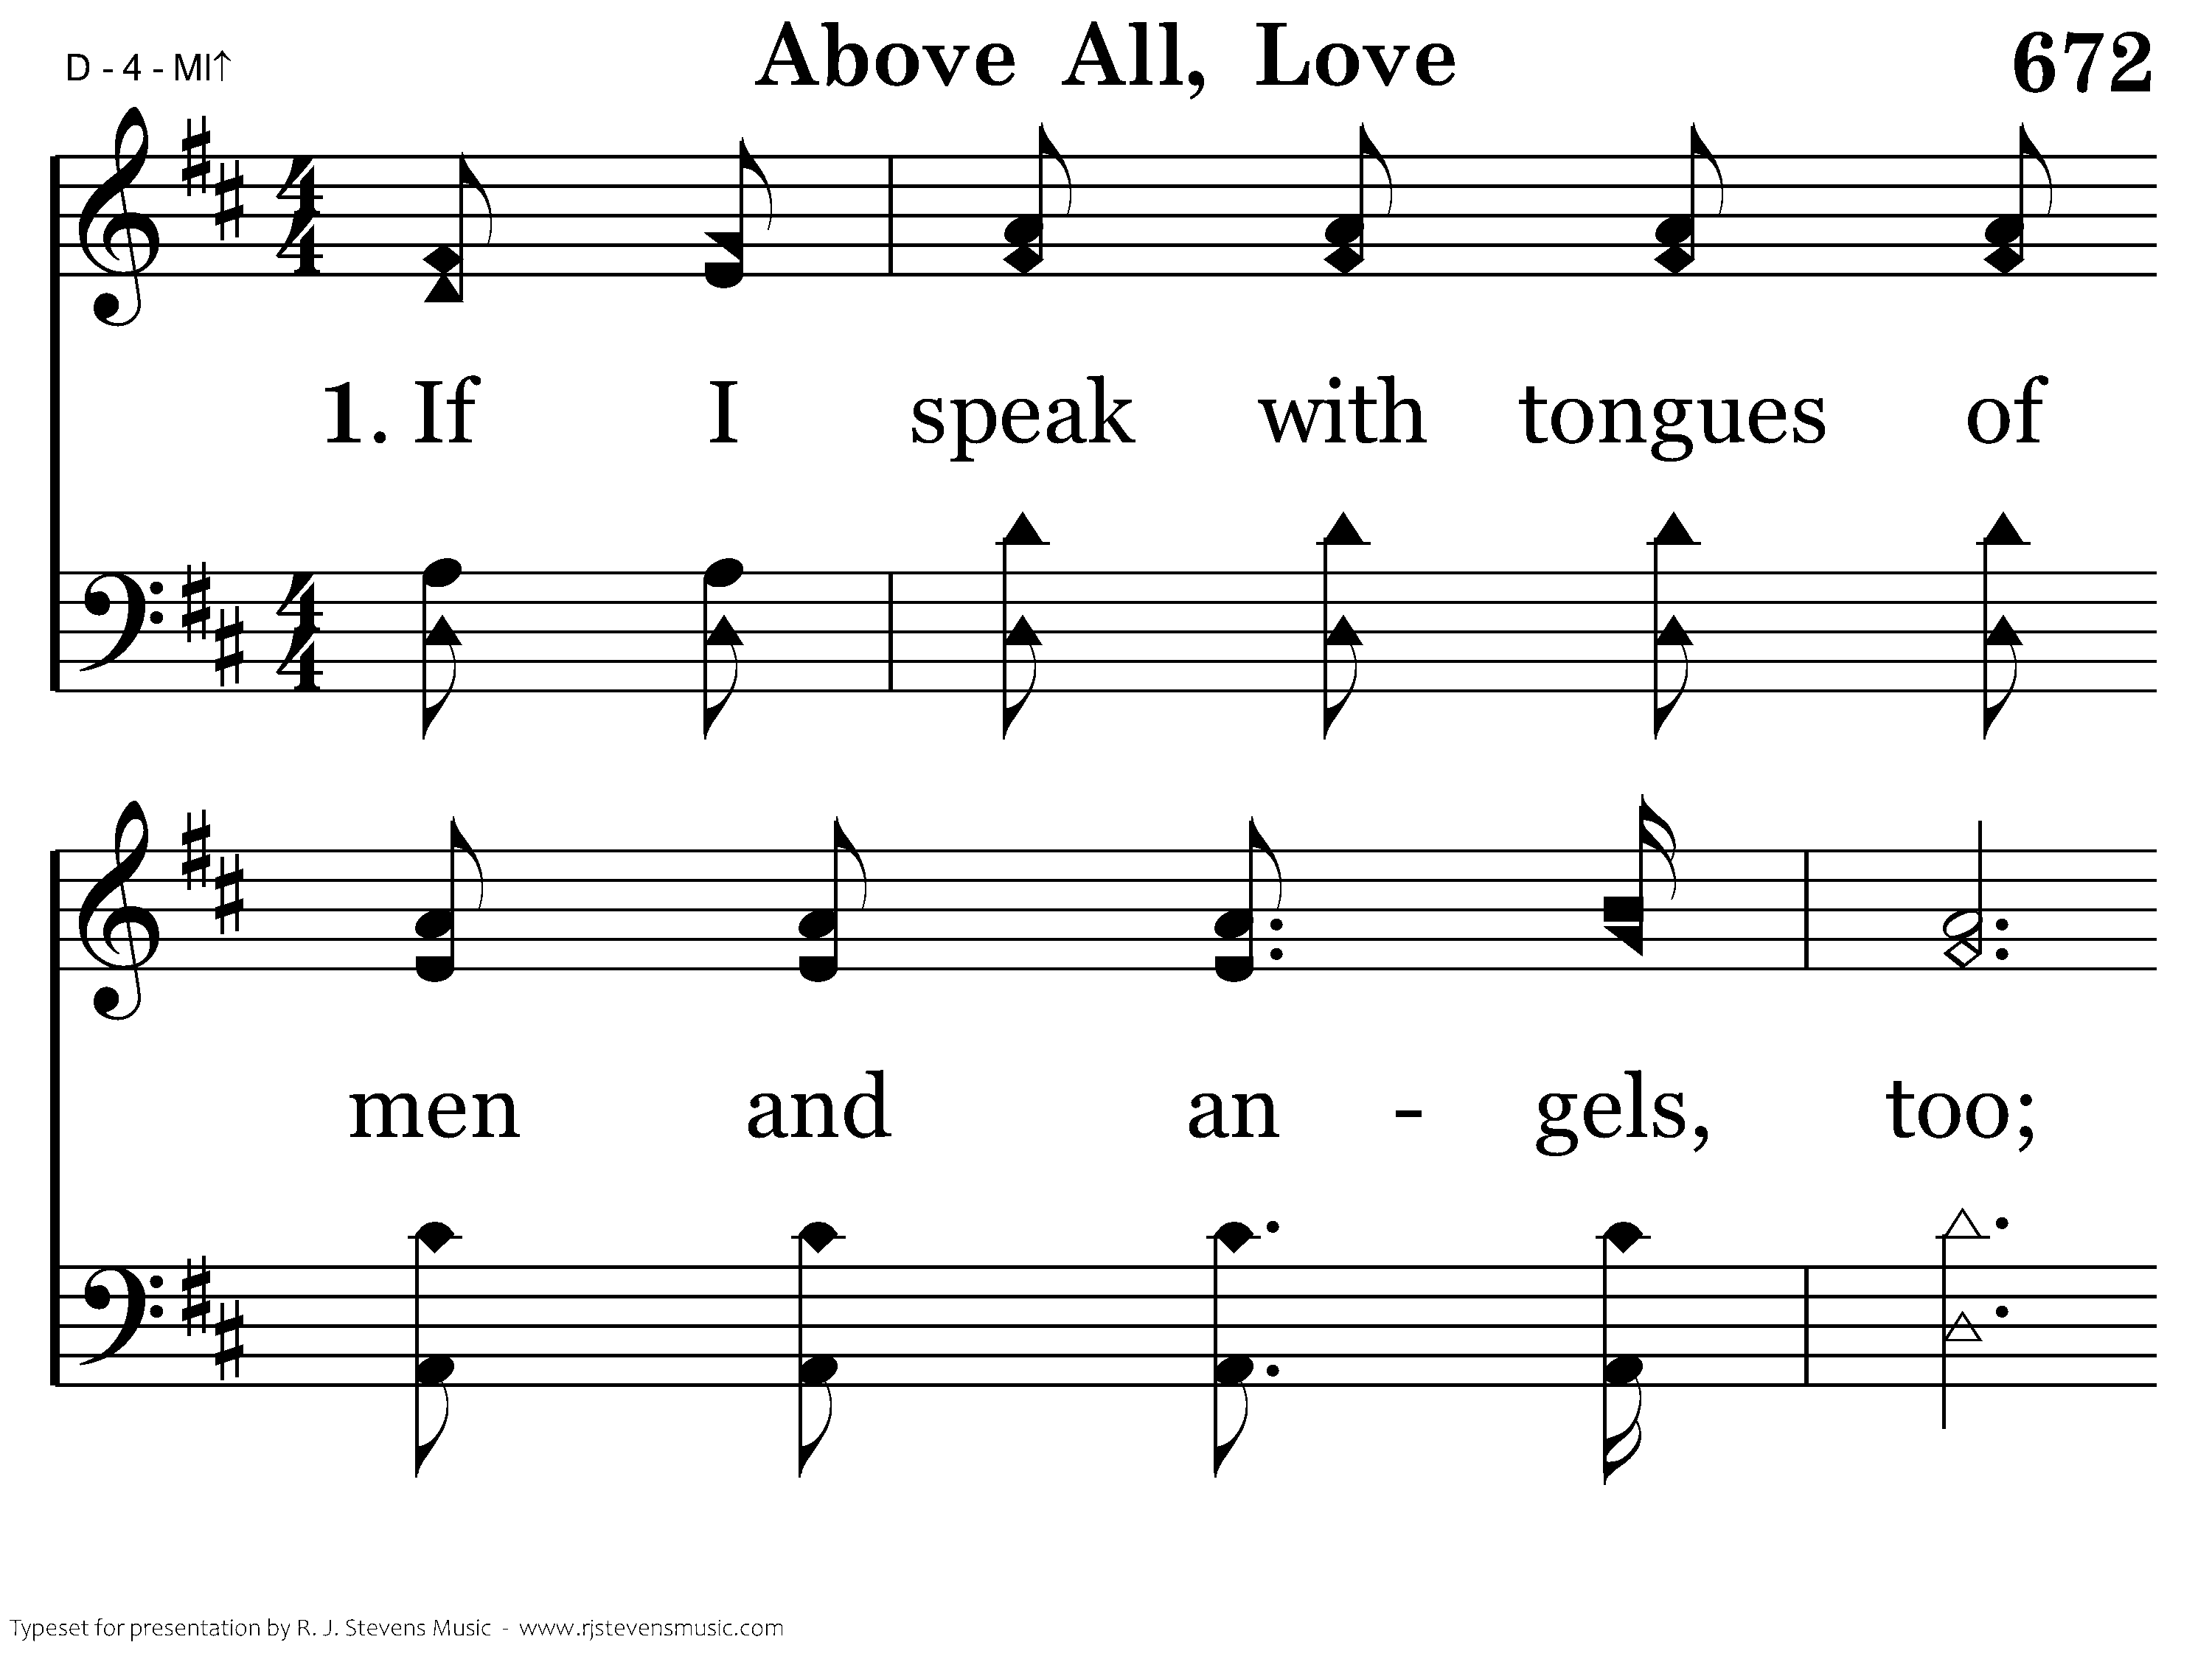 D - 4 - MI↑ Above All, Love 672
1. If I speak with tongues of
men and an - gels, too;
Typeset for presentation by R. J. Stevens Music - www.rjstevensmusic.com